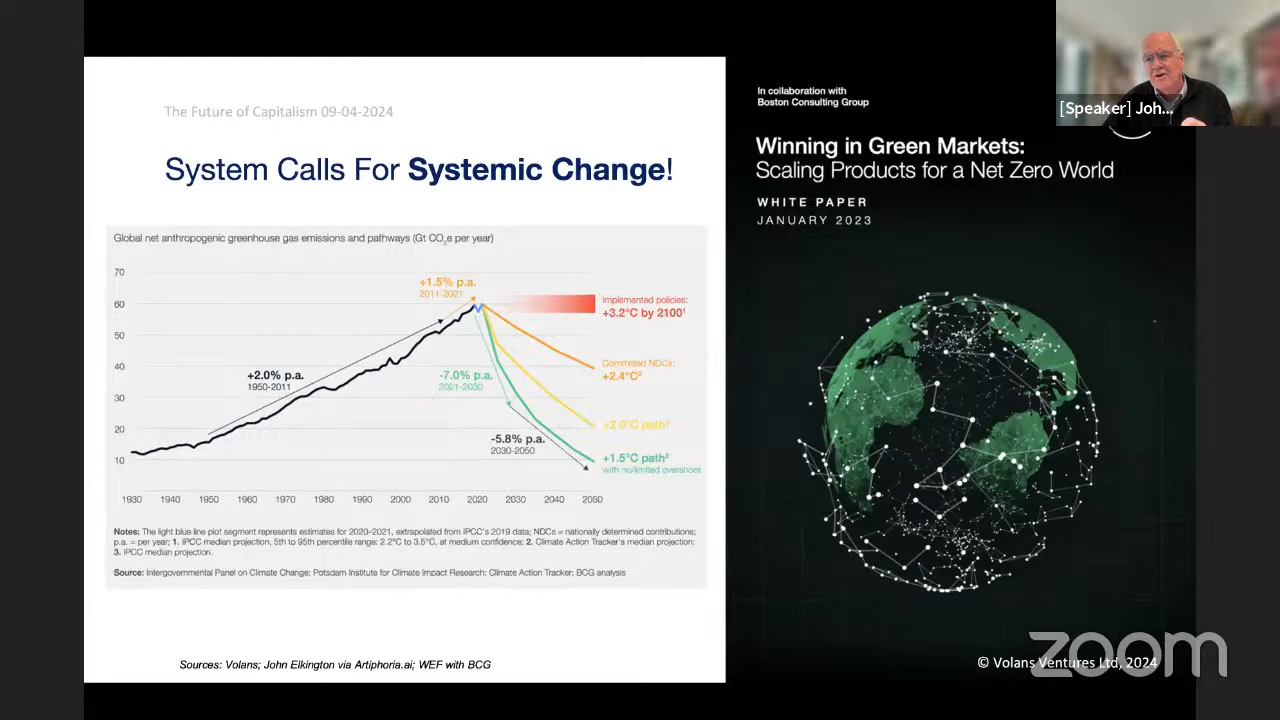 The Future of Capitalism 09-04-2024
System Calls For Systemic Change!
Global net anthropogenic greenhouse gas emissions and pathways (Gt CO2e per year)
70
60
50
40
30
20
10
1930 1940 1950 1960 1970 1980 1990 2000 2010 2020 2030 2040 2050
+2.0% p.a.
1950-2011
+1.5% p.a.
2011-2021
-7.0% p.a.
2021-2030
-5.8% p.a.
2030-2050
Implemented policies:
+3.2°C by 2100¹
Committed NDCs:
+2.4°C²
+2.0°C path³
+1.5°C path³
with no/limited overshoot
Notes: The light blue line plot segment represents estimates for 2020-2021, extrapolated from IPCC's 2019 data; NDCs = nationally determined contributions;
p.a. = per year; 1. IPCC median projection, 5th to 95th percentile range: 2.2°C to 3.5°C, at medium confidence; 2. Climate Action Tracker's median projection;
3. IPCC median projection.
Source: Intergovernmental Panel on Climate Change; Potsdam Institute for Climate Impact Research; Climate Action Tracker; BCG analysis
Sources: Volans; John Elkington via Artiphoria.ai; WEF with BCG
In collaboration with
Boston Consulting Group
Winning in Green Markets:
Scaling Products for a Net Zero World
WHITE PAPER
JANUARY 2023
© Volans Ventures Ltd, 2024
[Speaker] Joh...
zoom